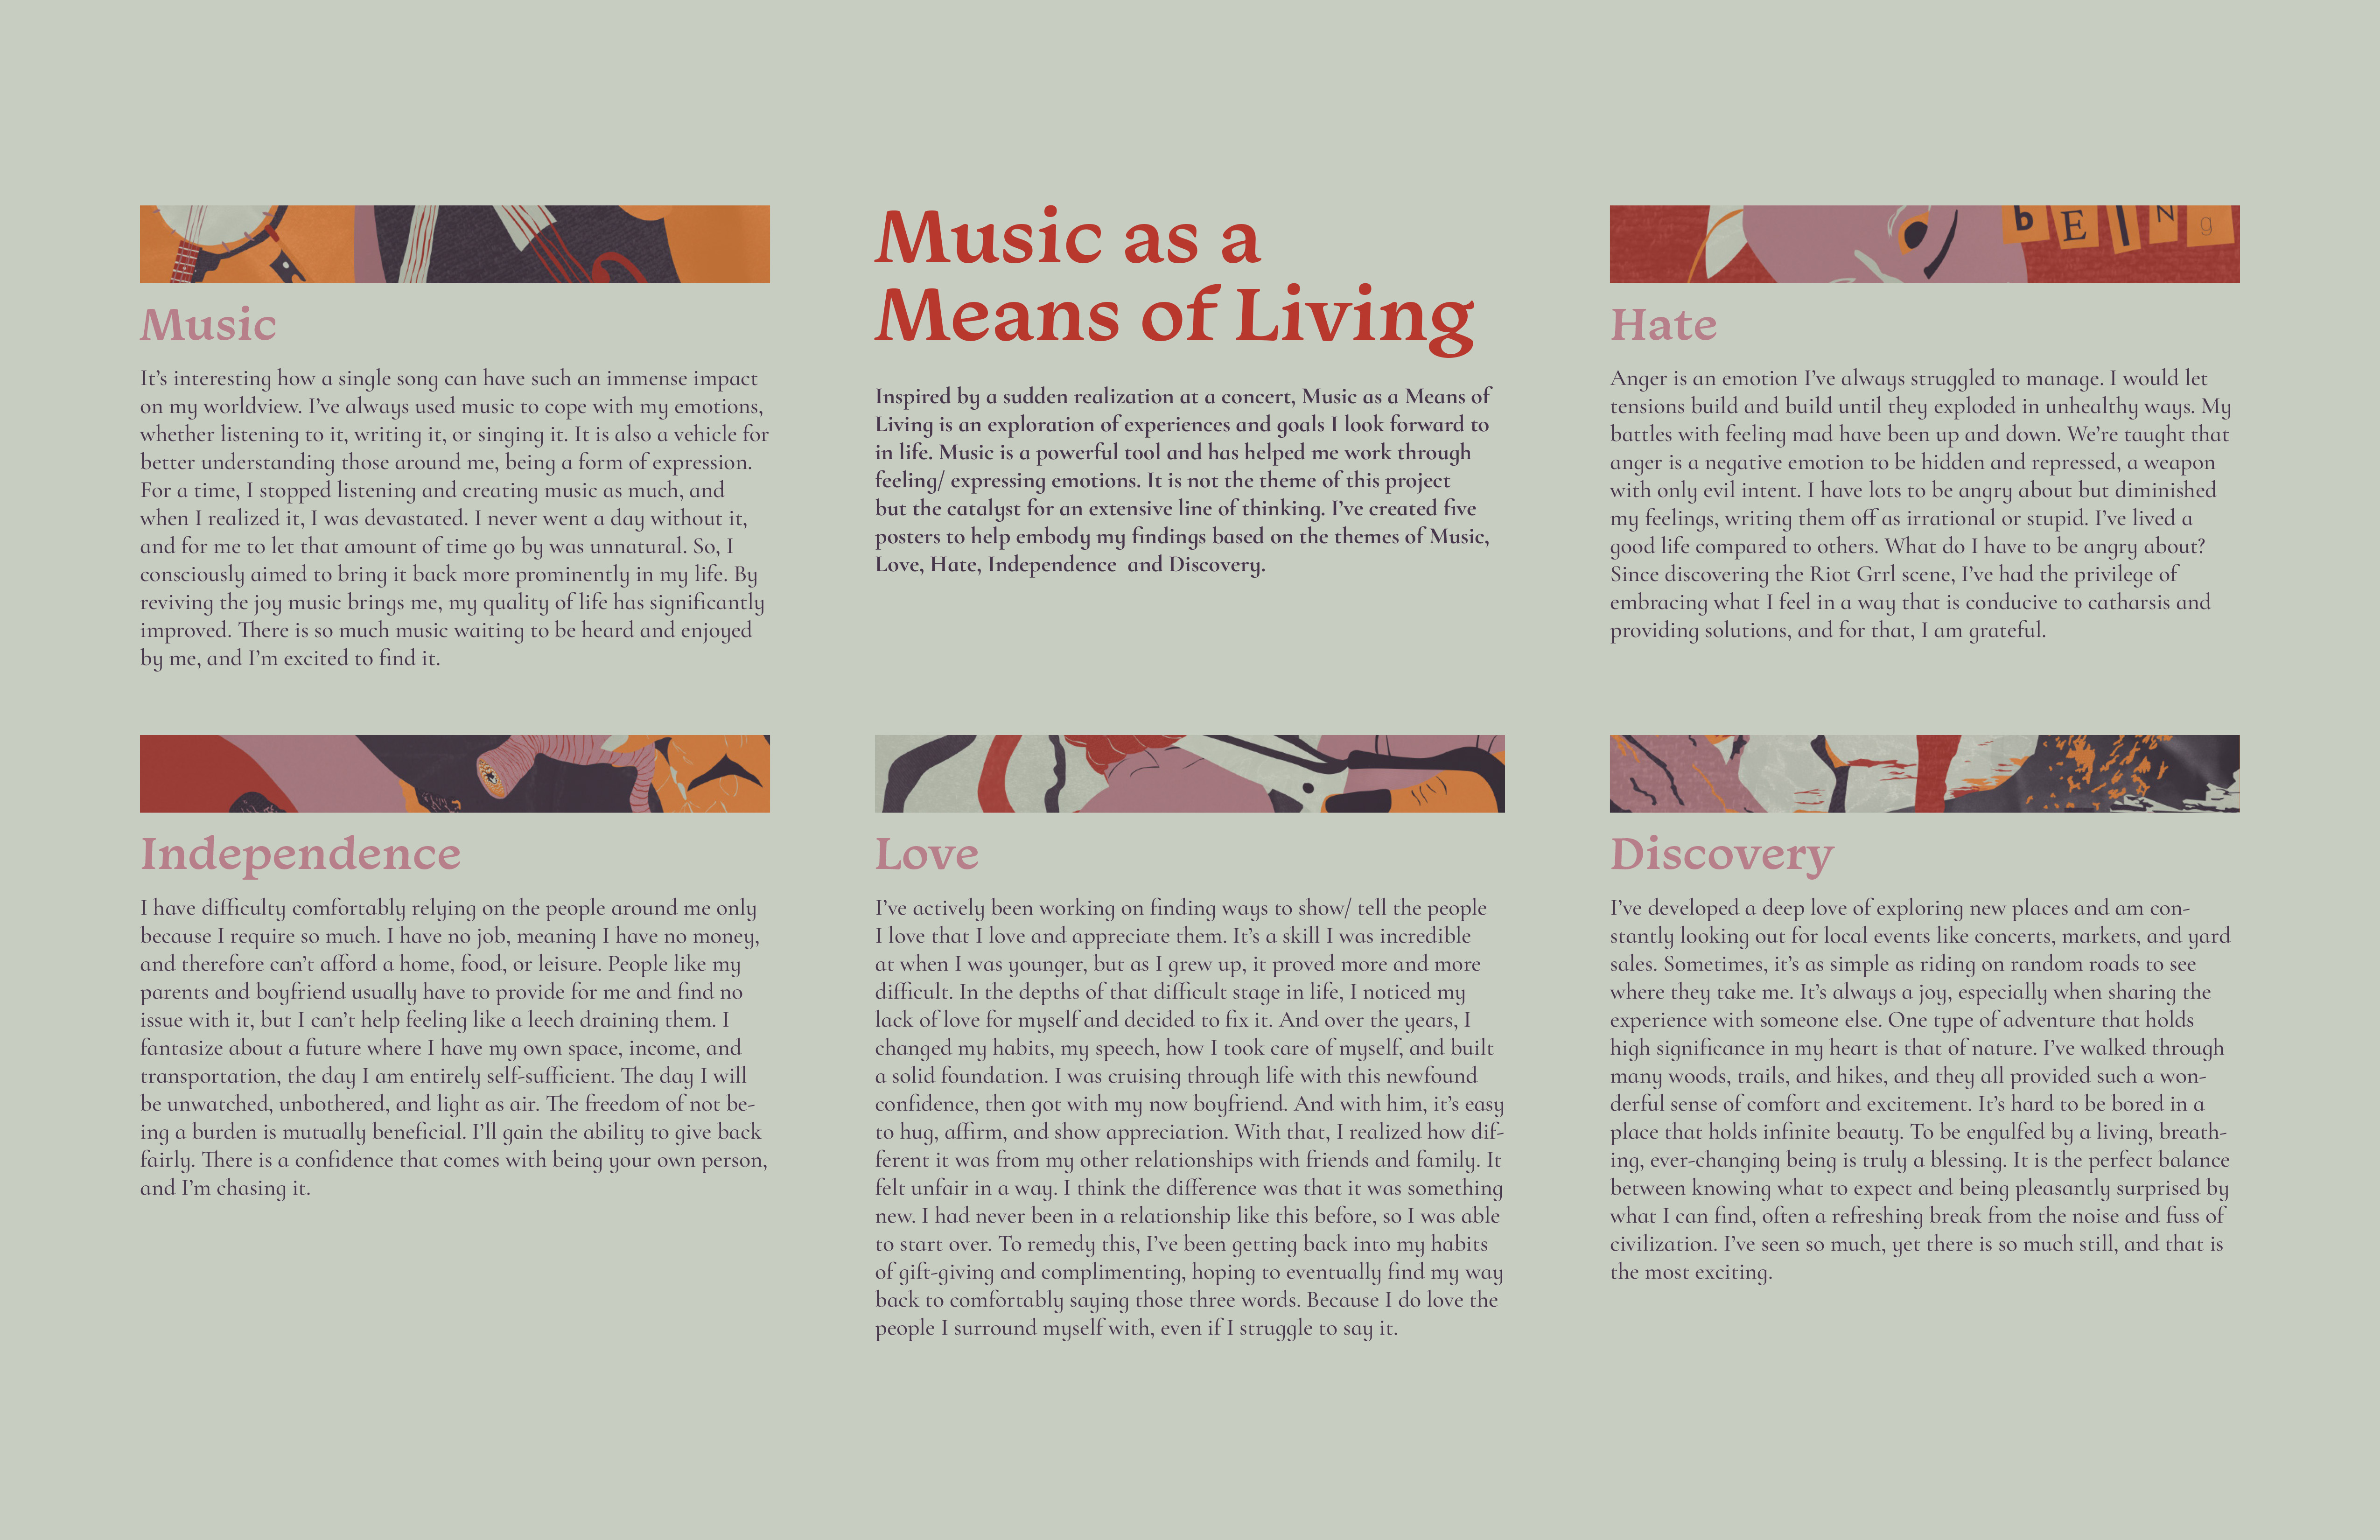 Music
It’s interesting how a single song can have such an immense impact
on my worldview. I’ve always used music to cope with my emotions,
whether listening to it, writing it, or singing it. It is also a vehicle for
better understanding those around me, being a form of expression.
For a time, I stopped listening and creating music as much, and
when I realized it, I was devastated. I never went a day without it,
and for me to let that amount of time go by was unnatural. So, I
consciously aimed to bring it back more prominently in my life. By
reviving the joy music brings me, my quality of life has significantly
improved. There is so much music waiting to be heard and enjoyed
by me, and I’m excited to find it.
Music as a
Means of Living
Inspired by a sudden realization at a concert, Music as a Means of
Living is an exploration of experiences and goals I look forward to
in life. Music is a powerful tool and has helped me work through
feeling/ expressing emotions. It is not the theme of this project
but the catalyst for an extensive line of thinking. I’ve created five
posters to help embody my findings based on the themes of Music,
Love, Hate, Independence  and Discovery.
bEINg
Hate
Anger is an emotion I’ve always struggled to manage. I would let
tensions build and build until they exploded in unhealthy ways. My
battles with feeling mad have been up and down. We’re taught that
anger is a negative emotion to be hidden and repressed, a weapon
with only evil intent. I have lots to be angry about but diminished
my feelings, writing them off as irrational or stupid. I’ve lived a
good life compared to others. What do I have to be angry about?
Since discovering the Riot Grrl scene, I’ve had the privilege of
embracing what I feel in a way that is conducive to catharsis and
providing solutions, and for that, I am grateful.
Independence
I have difficulty comfortably relying on the people around me only
because I require so much. I have no job, meaning I have no money,
and therefore can’t afford a home, food, or leisure. People like my
parents and boyfriend usually have to provide for me and find no
issue with it, but I can’t help feeling like a leech draining them. I
fantasize about a future where I have my own space, income, and
transportation, the day I am entirely self-sufficient. The day I will
be unwatched, unbothered, and light as air. The freedom of not be-
ing a burden is mutually beneficial. I’ll gain the ability to give back
fairly. There is a confidence that comes with being your own person,
and I’m chasing it.
Love
I’ve actively been working on finding ways to show/ tell the people
I love that I love and appreciate them. It’s a skill I was incredible
at when I was younger, but as I grew up, it proved more and more
difficult. In the depths of that difficult stage in life, I noticed my
lack of love for myself and decided to fix it. And over the years, I
changed my habits, my speech, how I took care of myself, and built
a solid foundation. I was cruising through life with this newfound
confidence, then got with my now boyfriend. And with him, it’s easy
to hug, affirm, and show appreciation. With that, I realized how dif-
ferent it was from my other relationships with friends and family. It
felt unfair in a way. I think the difference was that it was something
new. I had never been in a relationship like this before, so I was able
to start over. To remedy this, I’ve been getting back into my habits
of gift-giving and complimenting, hoping to eventually find my way
back to comfortably saying those three words. Because I do love the
people I surround myself with, even if I struggle to say it.
Discovery
I’ve developed a deep love of exploring new places and am con-
stantly looking out for local events like concerts, markets, and yard
sales. Sometimes, it’s as simple as riding on random roads to see
where they take me. It’s always a joy, especially when sharing the
experience with someone else. One type of adventure that holds
high significance in my heart is that of nature. I’ve walked through
many woods, trails, and hikes, and they all provided such a won-
derful sense of comfort and excitement. It’s hard to be bored in a
place that holds infinite beauty. To be engulfed by a living, breath-
ing, ever-changing being is truly a blessing. It is the perfect balance
between knowing what to expect and being pleasantly surprised by
what I can find, often a refreshing break from the noise and fuss of
civilization. I’ve seen so much, yet there is so much still, and that is
the most exciting.